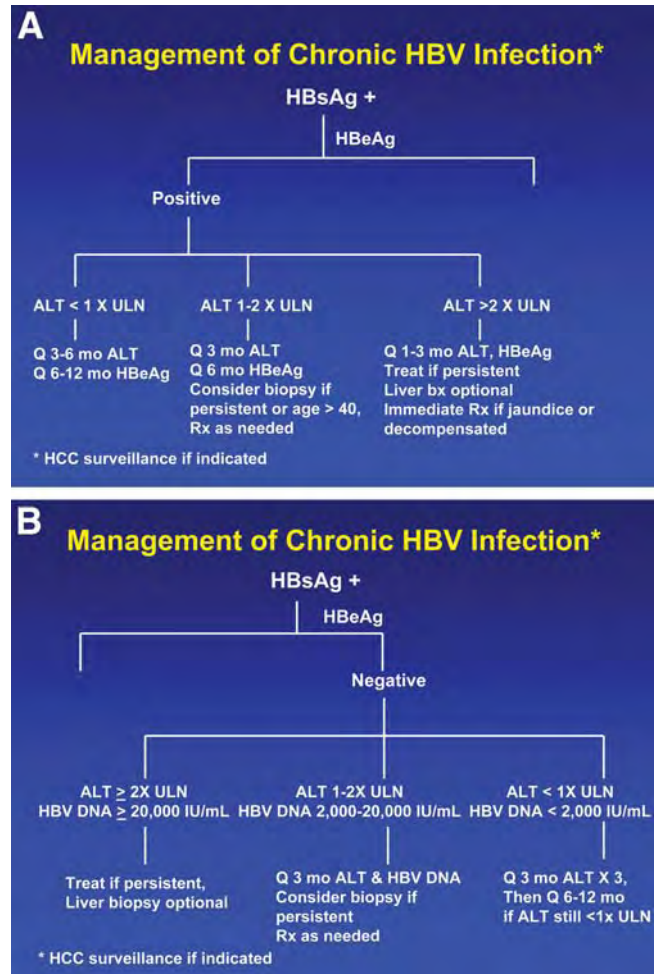 A
Management of Chronic HBV Infection*
HBsAg +
HBeAg
Positive
ALT < 1 X ULN
Q 3-6 mo ALT
Q 6-12 mo HBeAg
ALT 1-2 X ULN
Q 3 mo ALT
Q 6 mo HBeAg
Consider biopsy if
persistent or age > 40,
Rx as needed
ALT >2 X ULN
Q 1-3 mo ALT, HBeAg
Treat if persistent
Liver bx optional
Immediate Rx if jaundice or
decompensated
* HCC surveillance if indicated
B
Management of Chronic HBV Infection*
HBsAg +
HBeAg
Negative
ALT ≥ 2X ULN
HBV DNA ≥ 20,000 IU/mL
Treat if persistent,
Liver biopsy optional
ALT 1-2X ULN
HBV DNA 2,000-20,000 IU/mL
Q 3 mo ALT & HBV DNA
Consider biopsy if
persistent
Rx as needed
ALT < 1X ULN
HBV DNA < 2,000 IU/mL
Q 3 mo ALT X 3,
Then Q 6-12 mo
if ALT still <1x ULN
* HCC surveillance if indicated